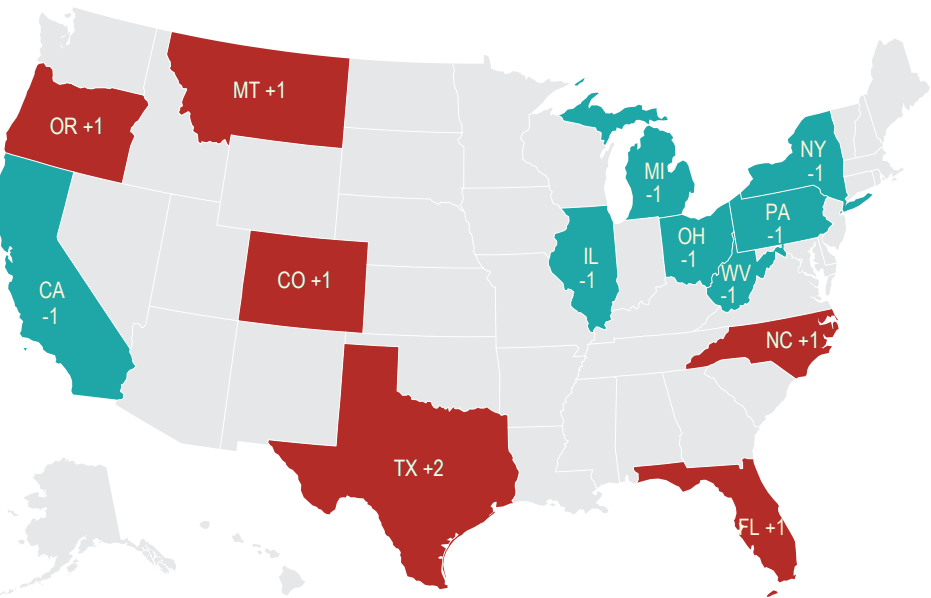 MT +1
OR +1
NY
-1
MI
-1
PA
-1
OH
-1
IL
-1
WV
-1
CO +1
CA
-1
NC +1
TX +2
FL +1